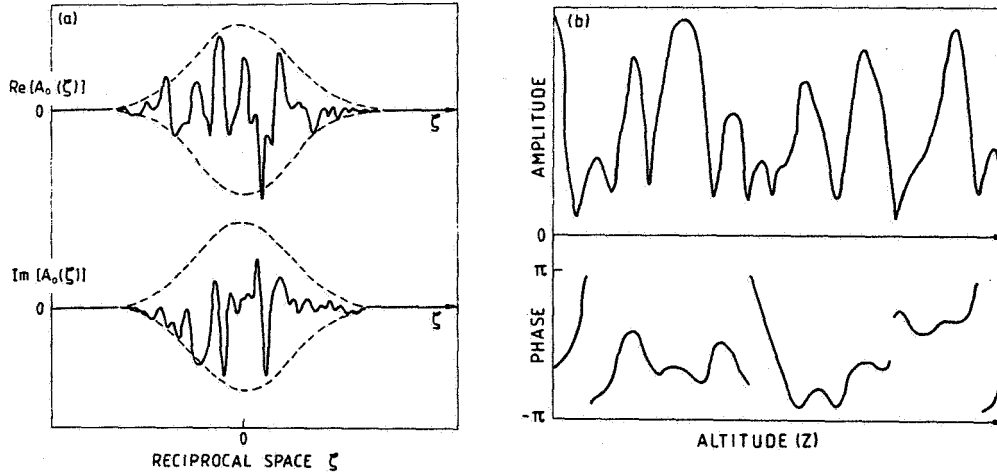 (a)
Re[A₀(ζ)]
0
ζ
Im[A₀(ζ)]
0
ζ
0
RECIPROCAL SPACE ζ
(b)
AMPLITUDE
0
π
PHASE
-π
ALTITUDE (Z)